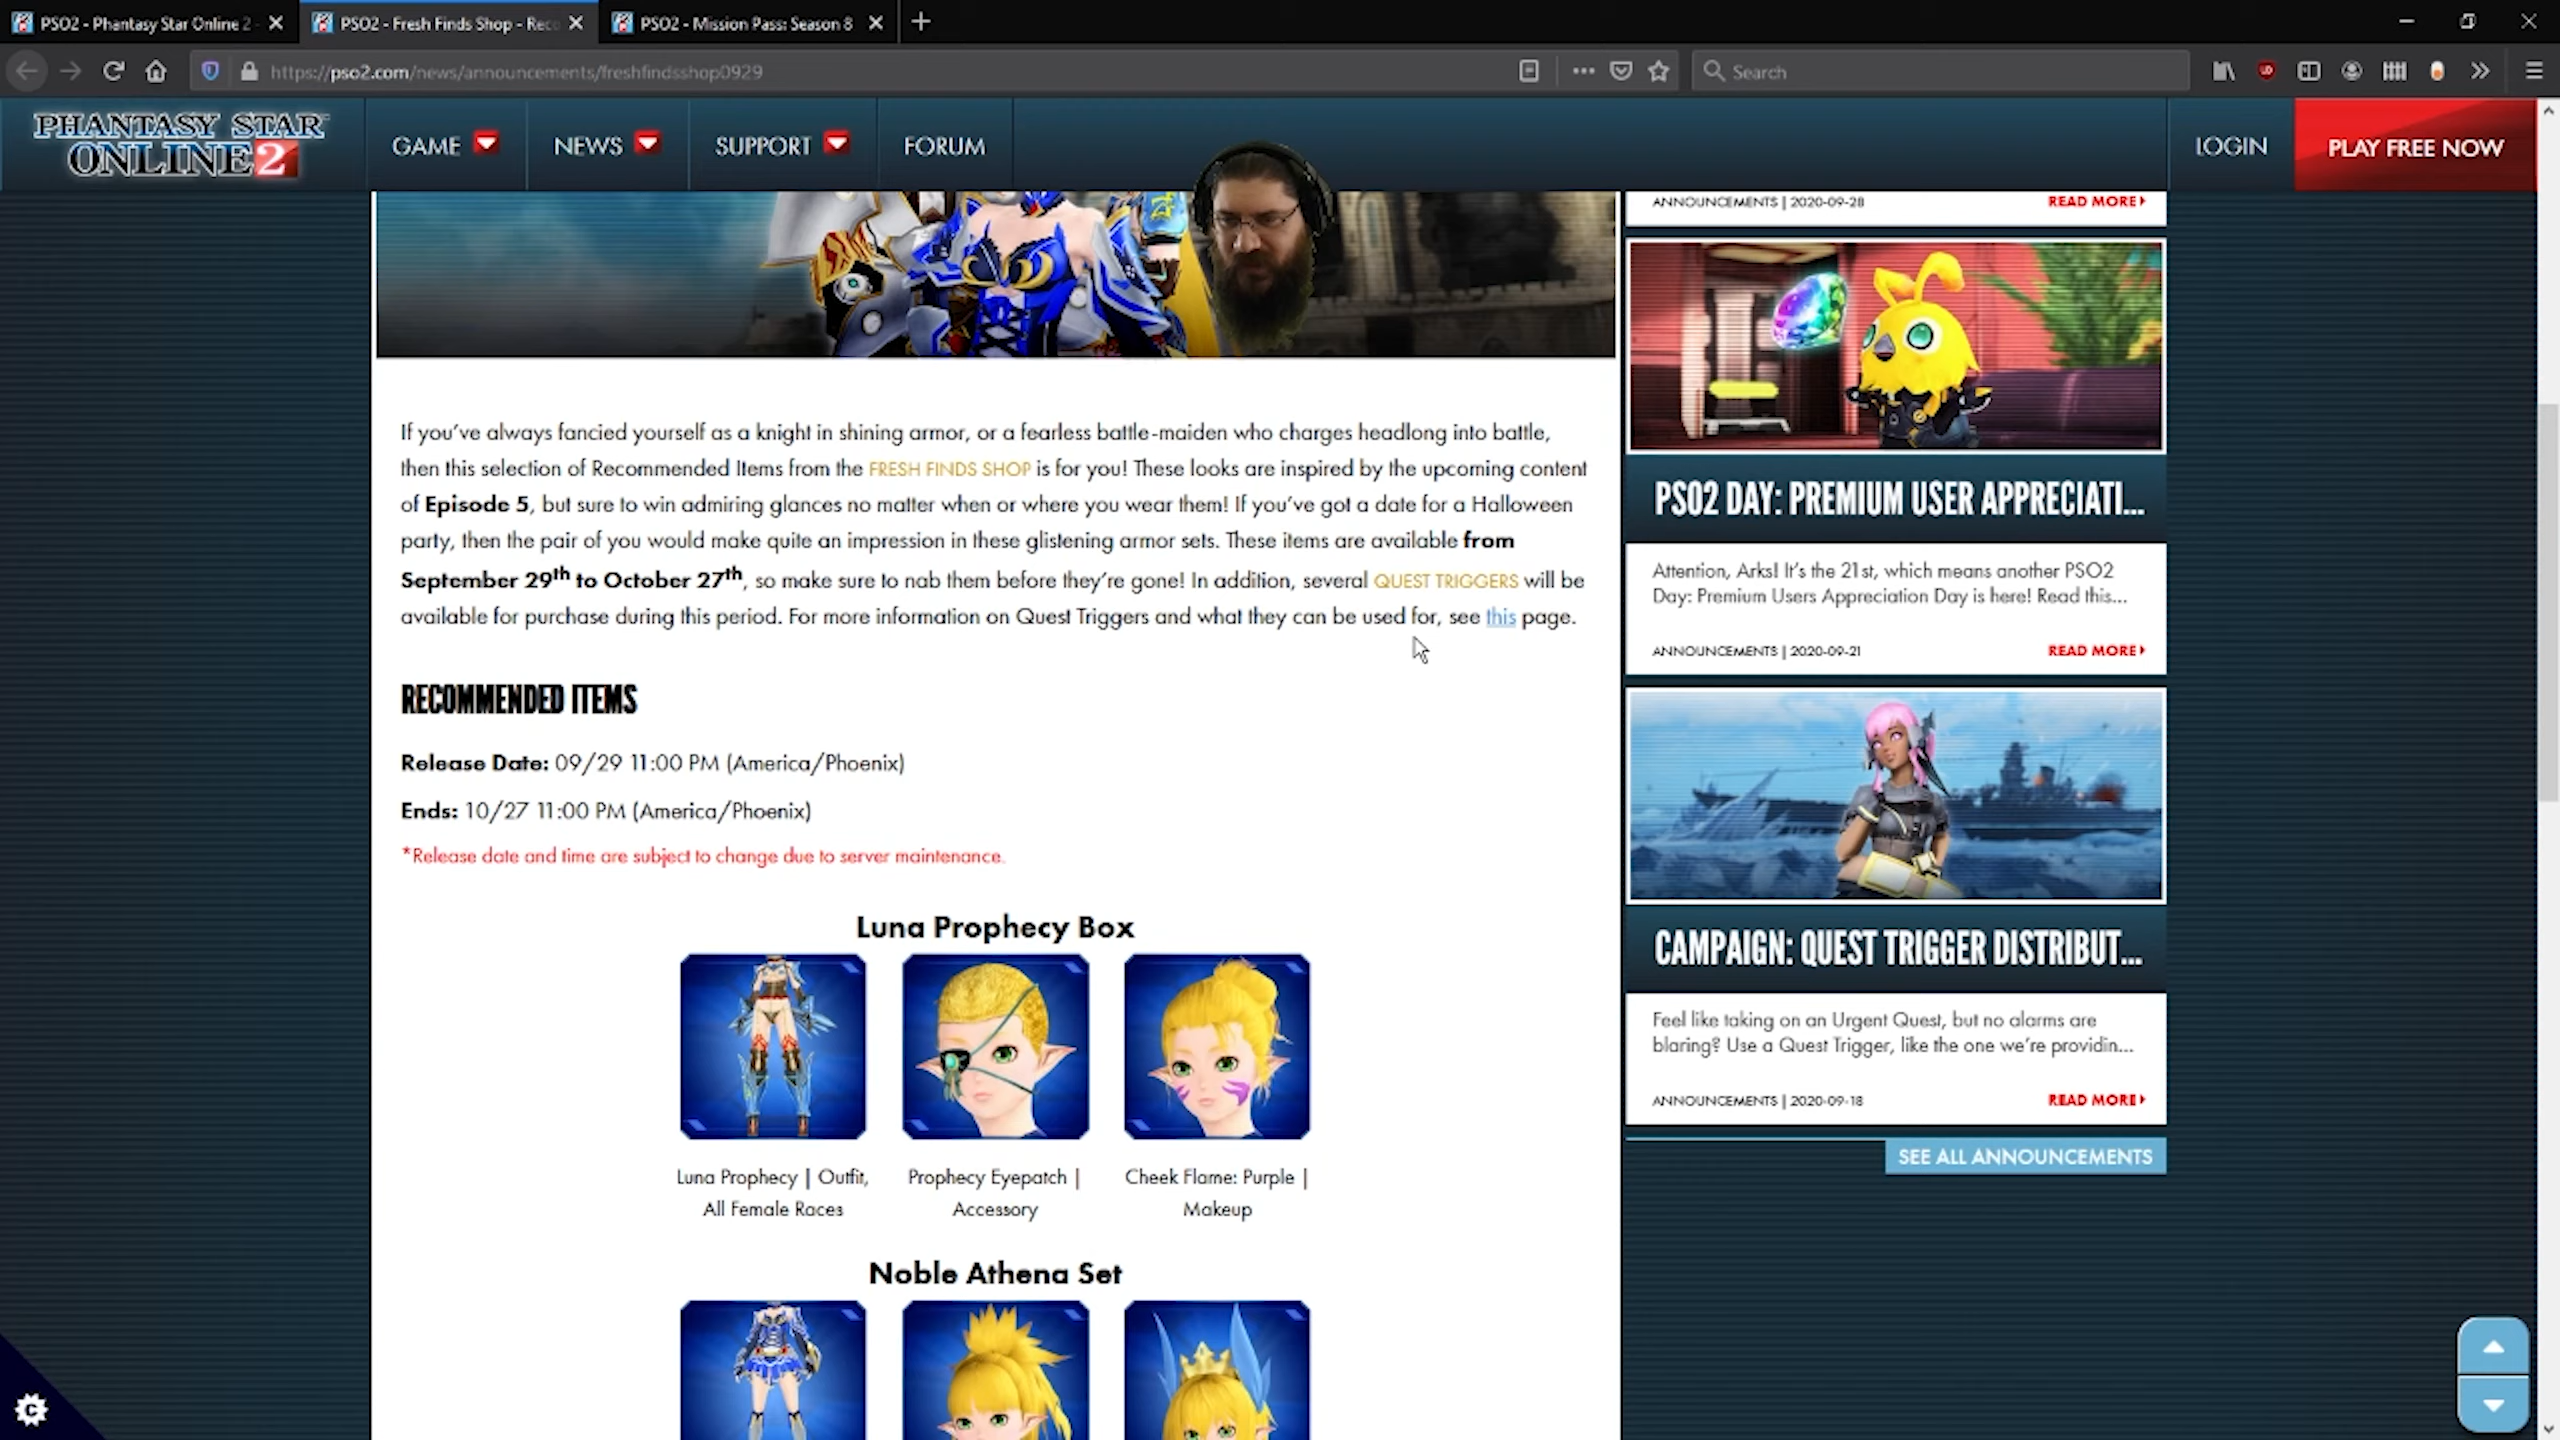 PSO2 - Phantasy Star Online 2 -
PSO2 - Fresh Finds Shop - Reco
PSO2 - Mission Pass: Season 8
https://pso2.com/news/announcements/freshfindsshop0929
Search
PHANTASY STAR
ONLINE 2
GAME
NEWS
SUPPORT
FORUM
LOGIN
PLAY FREE NOW
If you've always fancied yourself as a knight in shining armor, or a fearless battle-maiden who charges headlong into battle,
then this selection of Recommended Items from the FRESH FINDS SHOP is for you! These looks are inspired by the upcoming content
of Episode 5, but sure to win admiring glances no matter when or where you wear them! If you've got a date for a Halloween
party, then the pair of you would make quite an impression in these glistening armor sets. These items are available from
September 29th to October 27th, so make sure to nab them before they're gone! In addition, several QUEST TRIGGERS will be
available for purchase during this period. For more information on Quest Triggers and what they can be used for, see this page.
RECOMMENDED ITEMS
Release Date: 09/29 11:00 PM (America/Phoenix)
Ends: 10/27 11:00 PM (America/Phoenix)
*Release date and time are subject to change due to server maintenance.
Luna Prophecy Box
Luna Prophecy | Outfit,
All Female Races
Prophecy Eyepatch |
Accessory
Cheek Flame: Purple |
Makeup
Noble Athena Set
ANNOUNCEMENTS | 2020-09-28
READ MORE
PSO2 DAY: PREMIUM USER APPRECIATI...
Attention, Arks! It's the 21st, which means another PSO2
Day: Premium Users Appreciation Day is here! Read this...
ANNOUNCEMENTS | 2020-09-21
READ MORE
CAMPAIGN: QUEST TRIGGER DISTRIBUT...
Feel like taking on an Urgent Quest, but no alarms are
blaring? Use a Quest Trigger, like the one we're providin...
ANNOUNCEMENTS | 2020-09-18
READ MORE
SEE ALL ANNOUNCEMENTS